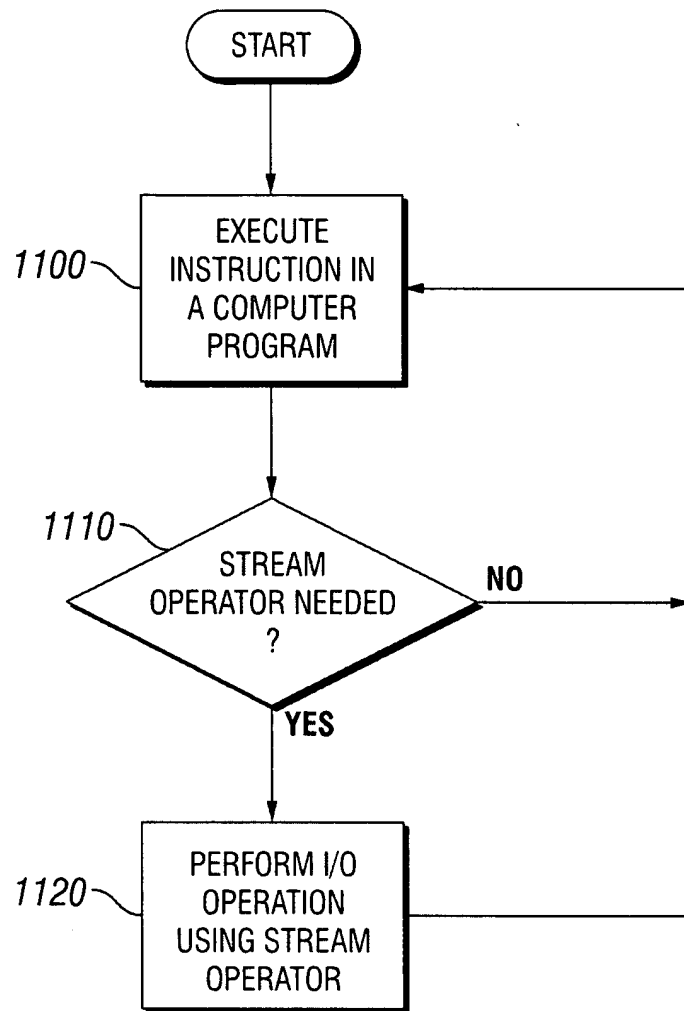 START
1100
EXECUTE
INSTRUCTION IN
A COMPUTER
PROGRAM
1110
STREAM
OPERATOR NEEDED
?
NO
YES
1120
PERFORM I/O
OPERATION
USING STREAM
OPERATOR